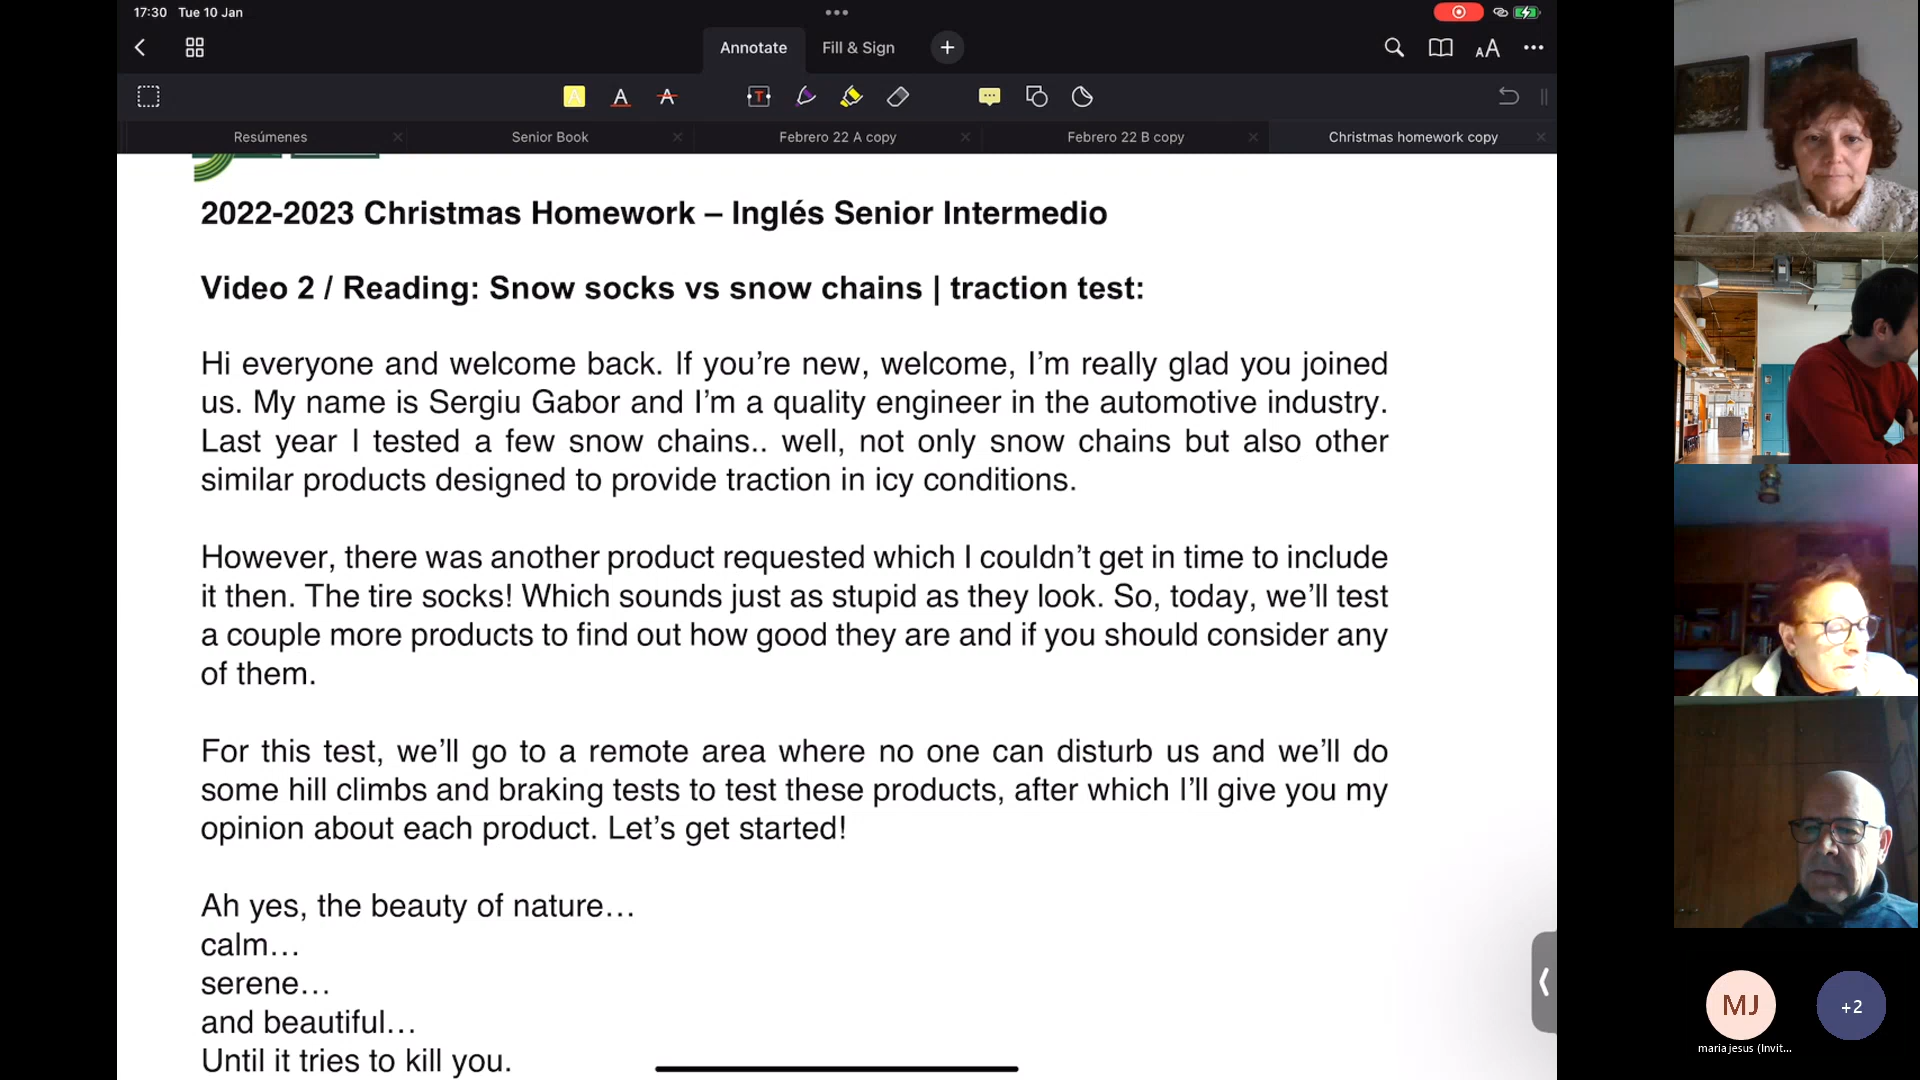 17:30 Tue 10 Jan
Annotate
Fill & Sign
Resúmenes
Senior Book
Febrero 22 A copy
Febrero 22 B copy
Christmas homework copy
2022-2023 Christmas Homework – Inglés Senior Intermedio
Video 2 / Reading: Snow socks vs snow chains | traction test:
Hi everyone and welcome back. If you’re new, welcome, I’m really glad you joined
us. My name is Sergiu Gabor and I’m a quality engineer in the automotive industry.
Last year I tested a few snow chains.. well, not only snow chains but also other
similar products designed to provide traction in icy conditions.
However, there was another product requested which I couldn’t get in time to include
it then. The tire socks! Which sounds just as stupid as they look. So, today, we’ll test
a couple more products to find out how good they are and if you should consider any
of them.
For this test, we’ll go to a remote area where no one can disturb us and we’ll do
some hill climbs and braking tests to test these products, after which I’ll give you my
opinion about each product. Let’s get started!
Ah yes, the beauty of nature…
calm…
serene…
and beautiful…
Until it tries to kill you.
MJ
+2
maria jesus (Invit...